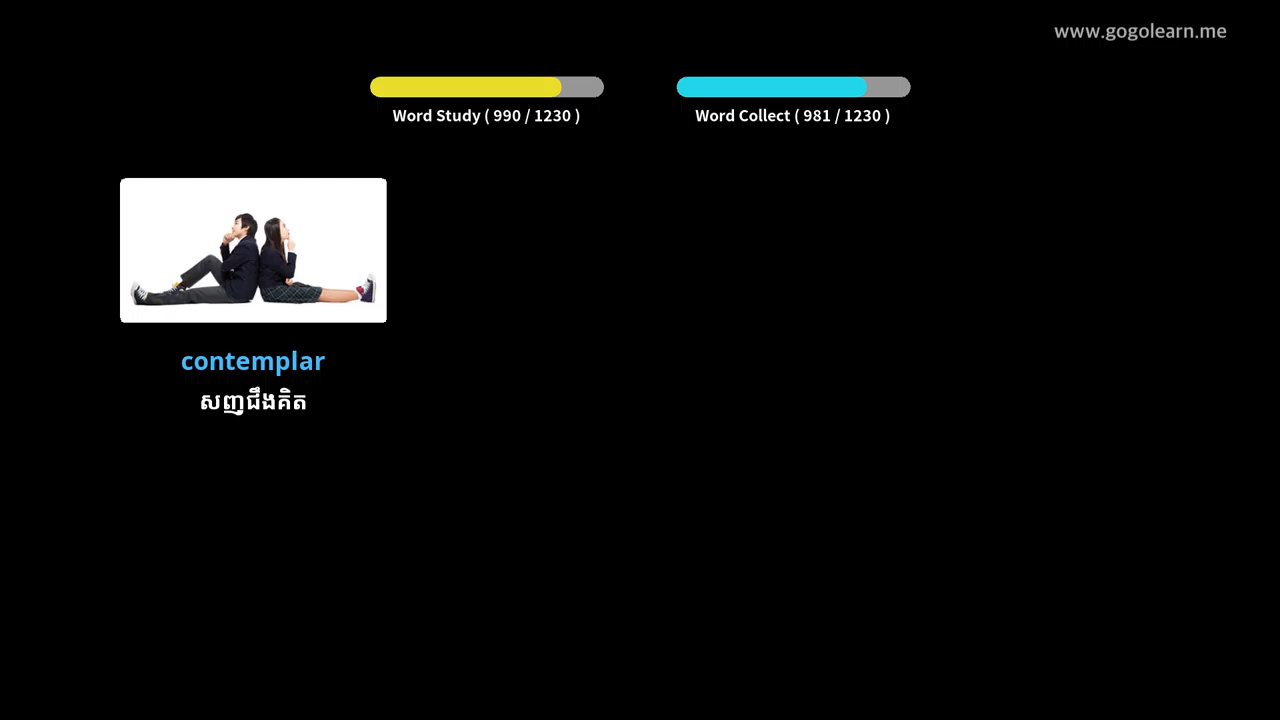 www.gogolearn.me
Word Study ( 990 / 1230 )
Word Collect ( 981 / 1230 )
contemplar
សញ្ជឹងគិត